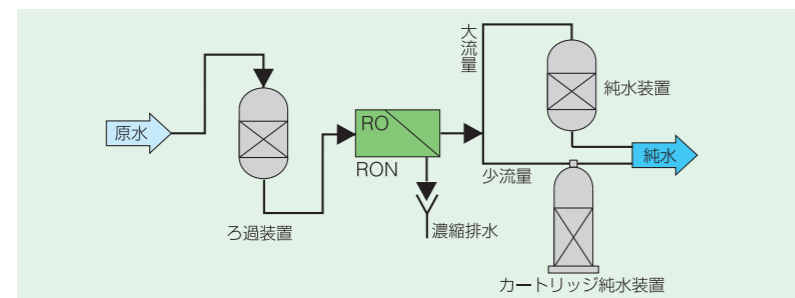 大流量
純水装置
原水
RO
純水
RON
少流量
ろ過装置
濃縮排水
カートリッジ純水装置